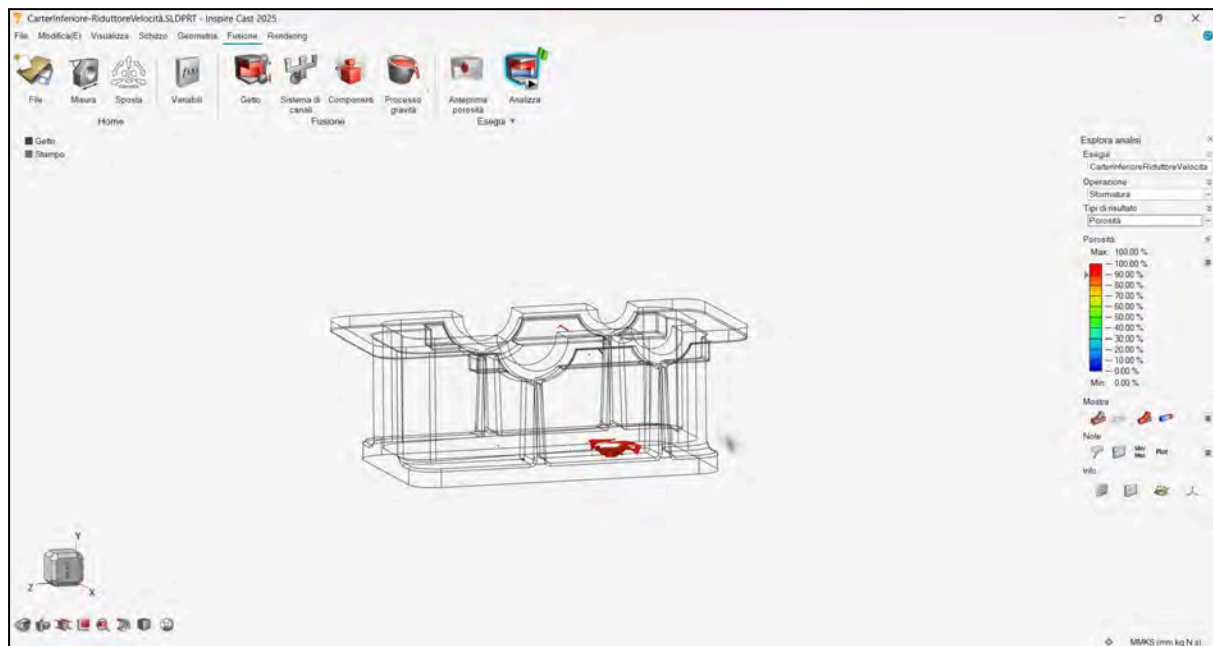 CarterInferiore-RiduttoreVelocità.SLDPRT - Inspire Cast 2025
File Modifica(E) Visualizza Schizzo Geometria Fusione Rendering
File Misura Sposta Variabili Getto Sistema di canali Componenti Processo gravità Anteprima porosità Analizza
Home Fusione Esegui
Getto
Stampo
Esplora analisi
Esegui
CarterInferioreRiduttoreVelocita
Operazione
Sformatura
Tipi di risultato
Porosità
Porosità
Max: 100.00 %
100.00 %
90.00 %
80.00 %
70.00 %
60.00 %
50.00 %
40.00 %
30.00 %
20.00 %
10.00 %
0.00 %
Min: 0.00 %
Mostra
Note
Min/
Max Plot
Info
Y
Z
X
MMKS (mm kg N s)